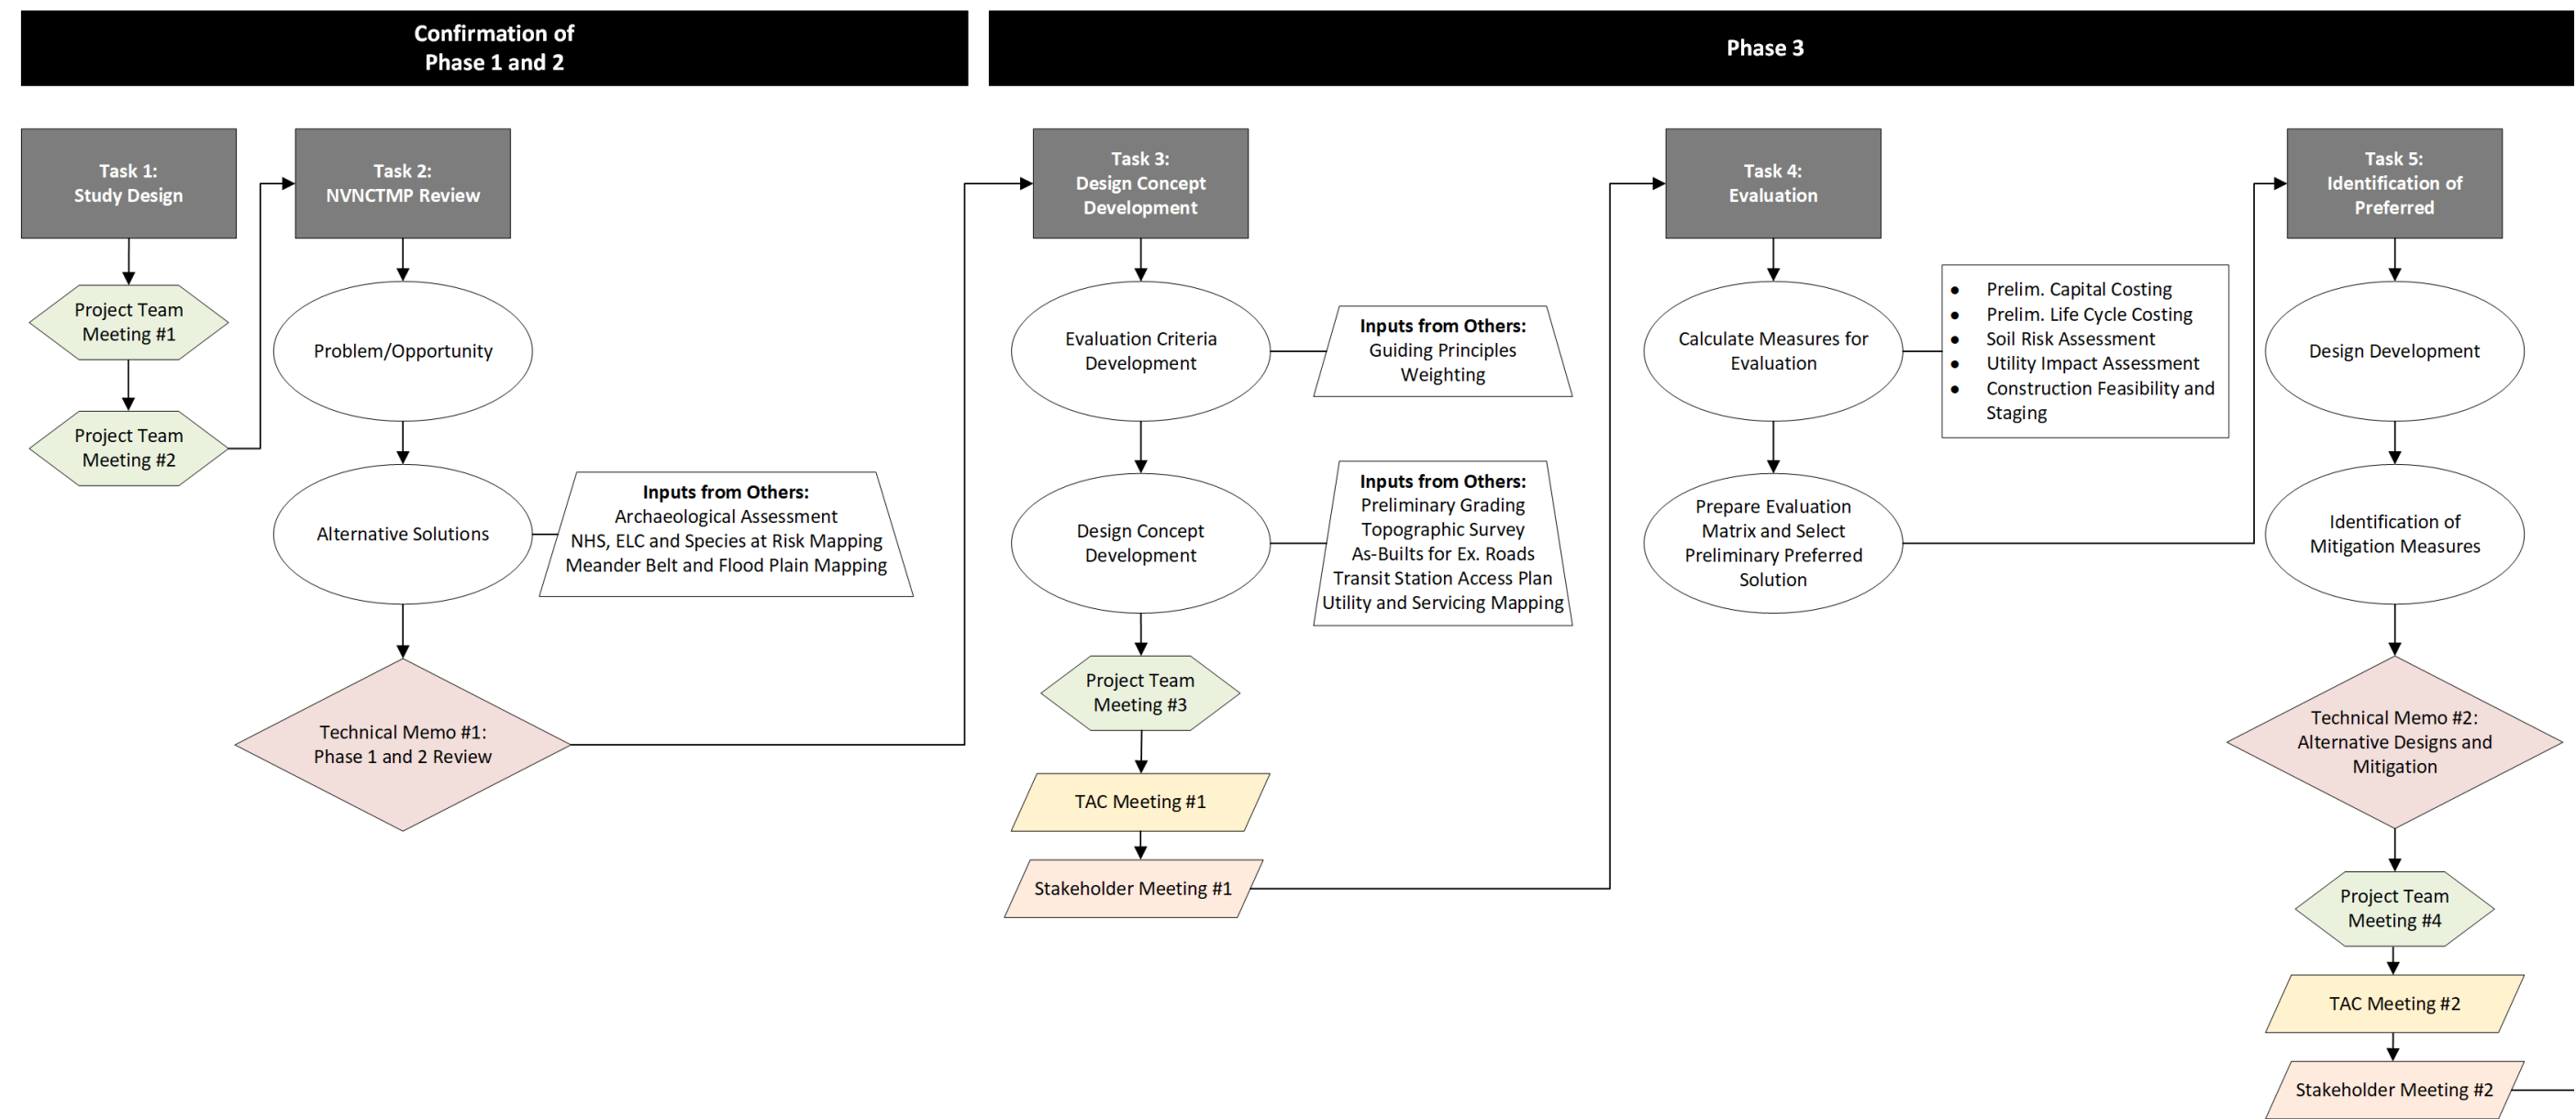 Confirmation of
Phase 1 and 2
Phase 3
Task 1:
Study Design
Project Team
Meeting #1
Project Team
Meeting #2
Task 2:
NVNCTMP Review
Problem/Opportunity
Alternative Solutions
Inputs from Others:
Archaeological Assessment
NHS, ELC and Species at Risk Mapping
Meander Belt and Flood Plain Mapping
Technical Memo #1:
Phase 1 and 2 Review
Task 3:
Design Concept
Development
Evaluation Criteria
Development
Inputs from Others:
Guiding Principles
Weighting
Design Concept
Development
Inputs from Others:
Preliminary Grading
Topographic Survey
As-Builts for Ex. Roads
Transit Station Access Plan
Utility and Servicing Mapping
Project Team
Meeting #3
TAC Meeting #1
Stakeholder Meeting #1
Task 4:
Evaluation
Calculate Measures for
Evaluation
● Prelim. Capital Costing
● Prelim. Life Cycle Costing
● Soil Risk Assessment
● Utility Impact Assessment
● Construction Feasibility and
Staging
Prepare Evaluation
Matrix and Select
Preliminary Preferred
Solution
Task 5:
Identification of
Preferred
Design Development
Identification of
Mitigation Measures
Technical Memo #2:
Alternative Designs and
Mitigation
Project Team
Meeting #4
TAC Meeting #2
Stakeholder Meeting #2